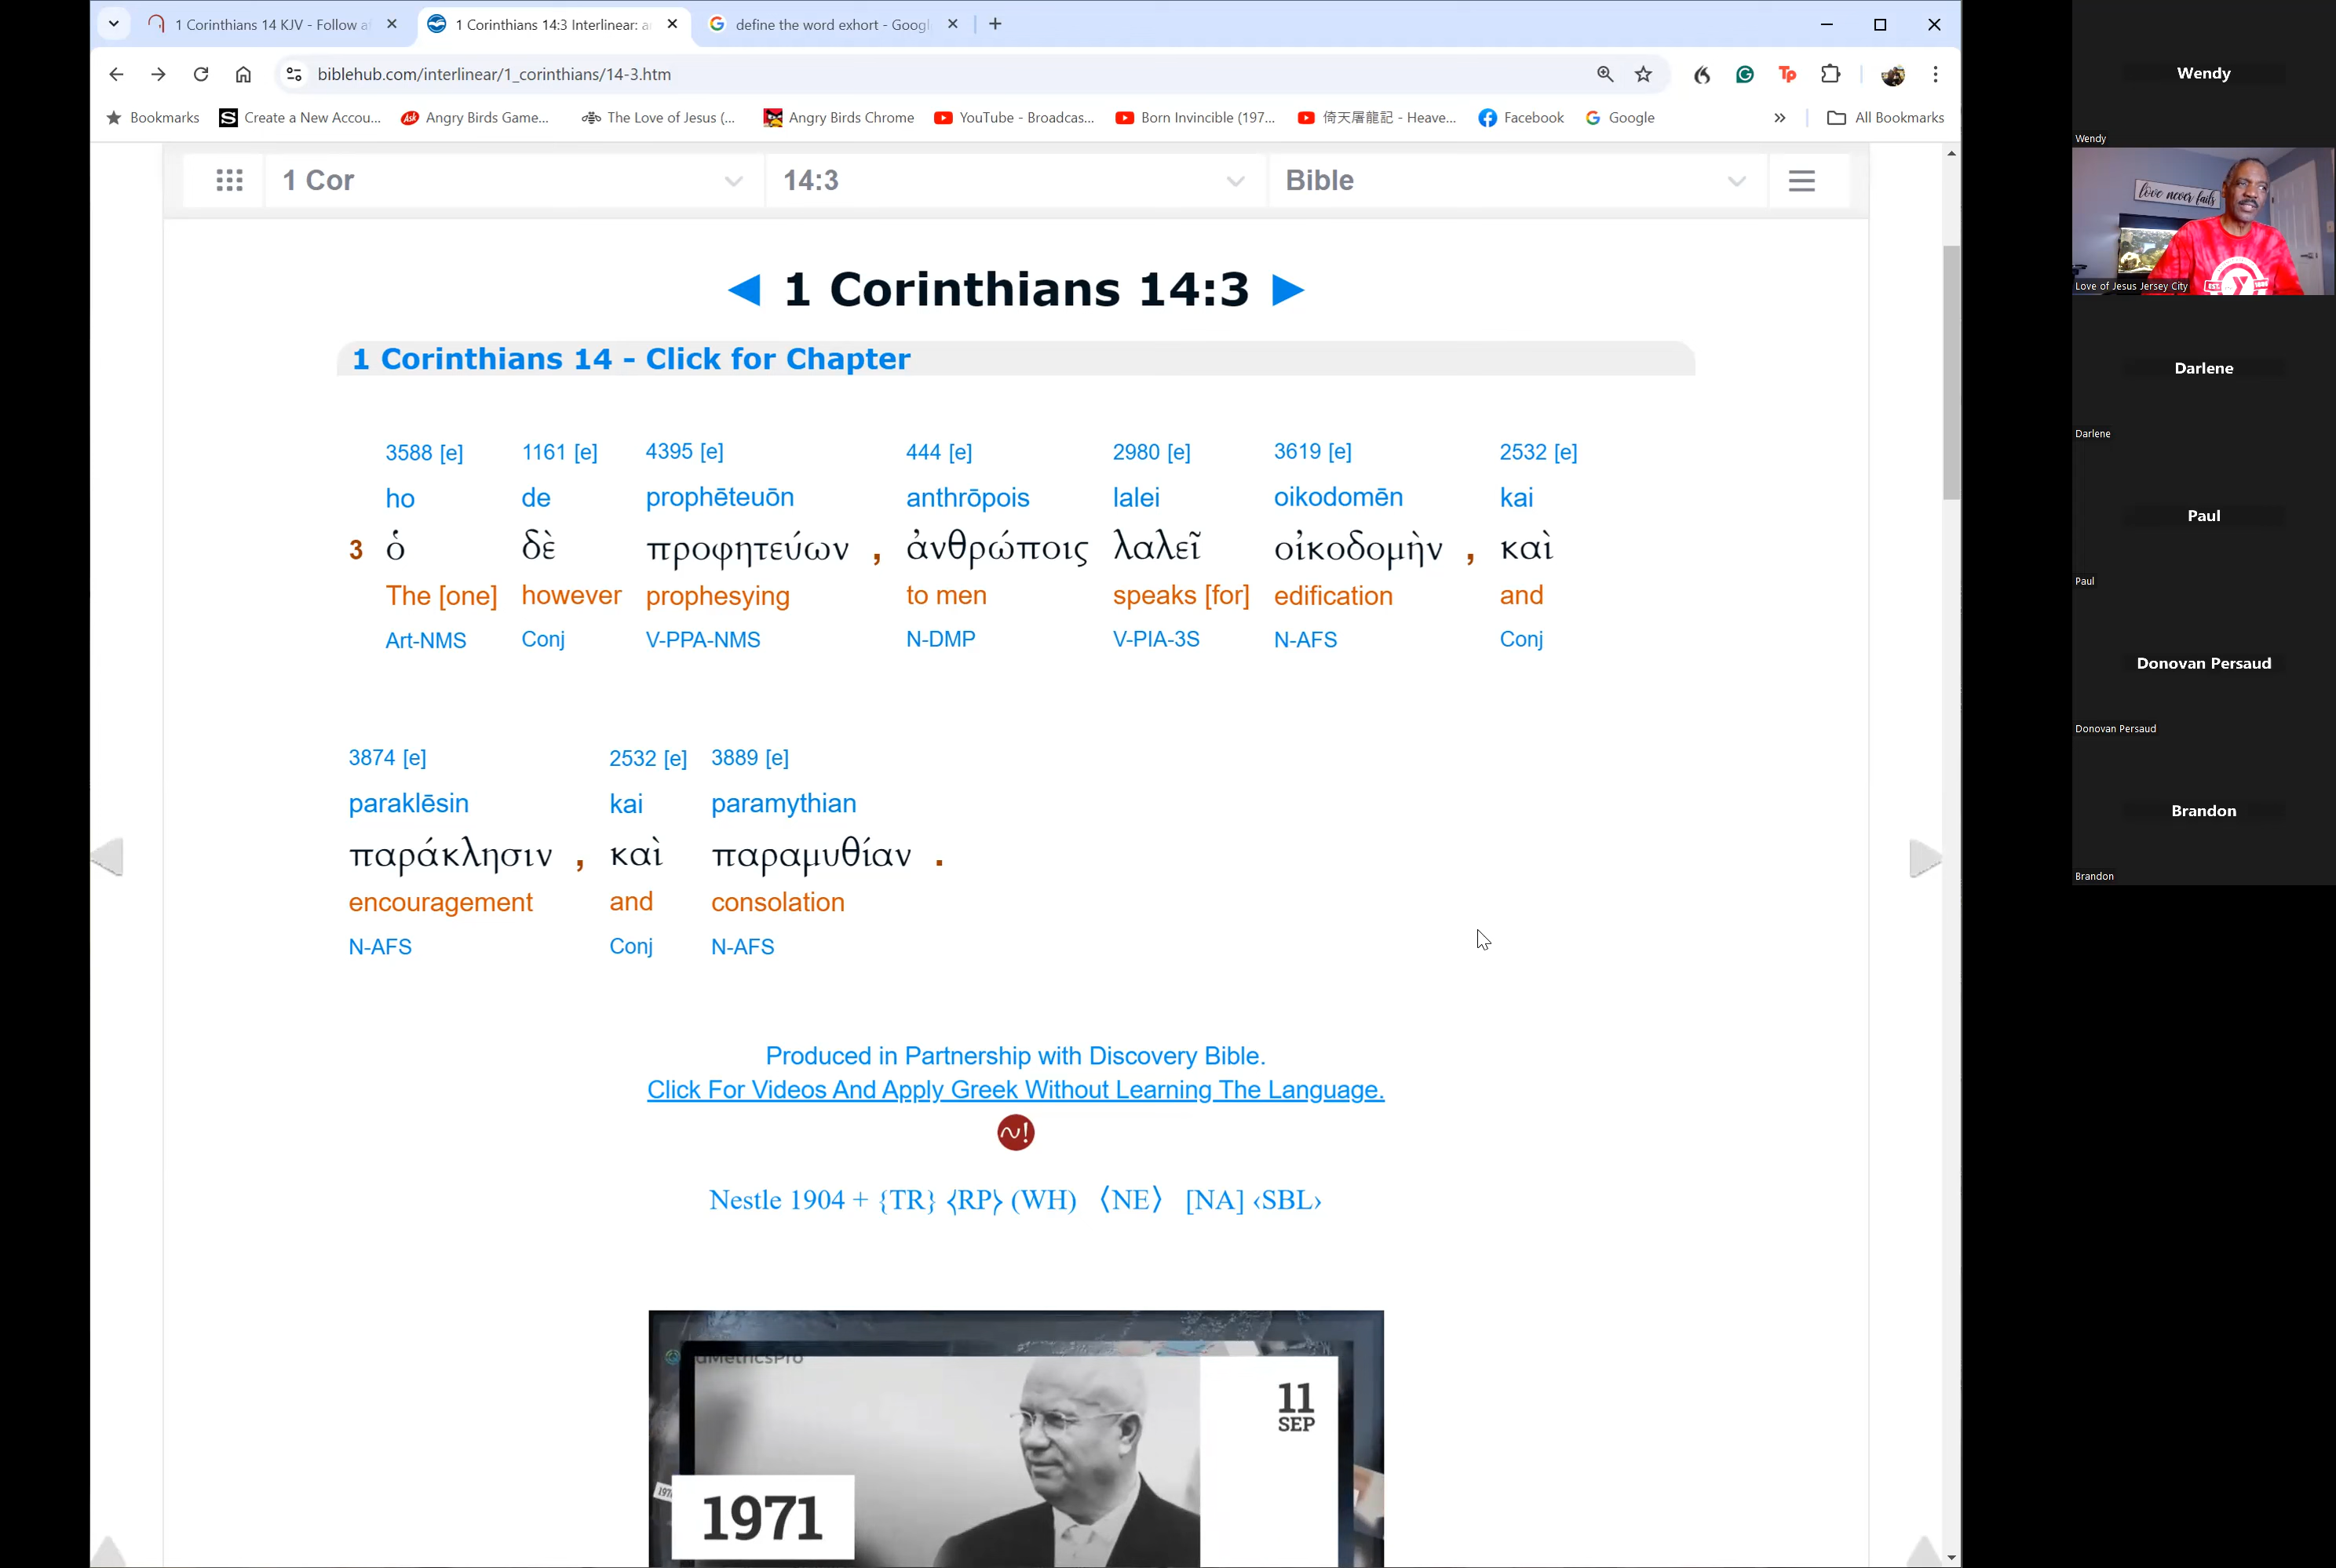 1 Corinthians 14 KJV - Follow a
1 Corinthians 14:3 Interlinear: a
define the word exhort - Googl
biblehub.com/interlinear/1_corinthians/14-3.htm
Bookmarks
Create a New Accou...
Angry Birds Game...
The Love of Jesus (...
Angry Birds Chrome
YouTube - Broadcas...
Born Invincible (197...
倚天屠龍記 - Heave...
Facebook
Google
All Bookmarks
1 Cor
14:3
Bible
1 Corinthians 14:3
1 Corinthians 14 - Click for Chapter
3588 [e] 1161 [e] 4395 [e] 444 [e] 2980 [e] 3619 [e] 2532 [e]
ho de prophēteuōn anthrōpois lalei oikodomēn kai
3 ὁ δὲ προφητεύων , ἀνθρώποις λαλεῖ οἰκοδομὴν , καὶ
The [one] however prophesying to men speaks [for] edification and
Art-NMS Conj V-PPA-NMS N-DMP V-PIA-3S N-AFS Conj
3874 [e] 2532 [e] 3889 [e]
paraklēsin kai paramythian
παράκλησιν , καὶ παραμυθίαν .
encouragement and consolation
N-AFS Conj N-AFS
Produced in Partnership with Discovery Bible.
Click For Videos And Apply Greek Without Learning The Language.
Nestle 1904 + {TR} ⧼RP⧽ (WH) 〈NE〉 [NA] ‹SBL›
11
SEP
1971
Wendy
Wendy
love never fails
Love of Jesus Jersey City
Darlene
Darlene
Paul
Paul
Donovan Persaud
Donovan Persaud
Brandon
Brandon